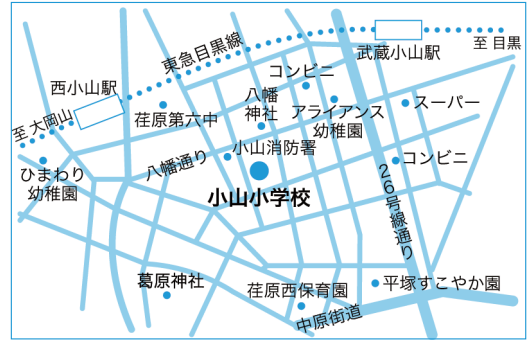 東急目黒線
武蔵小山駅
至 目黒
西小山駅
至 大岡山
コンビニ
八幡
神社
アライアンス
幼稚園
スーパー
荏原第六中
小山消防署
八幡通り
ひまわり
幼稚園
コンビニ
小山小学校
26号線通り
葛原神社
荏原西保育園
平塚すこやか園
中原街道